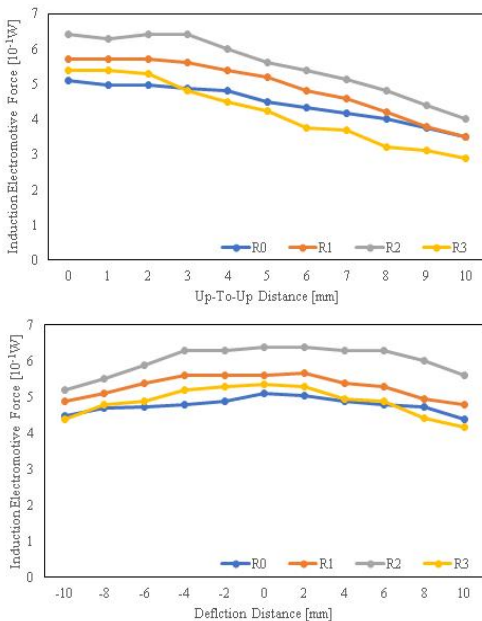 Induction Electromotive Force [10⁻¹W]
7
6
5
4
3
2
1
0
R0 R1 R2 R3
0 1 2 3 4 5 6 7 8 9 10
Up-To-Up Distance [mm]
Induction Electromotive Force [10⁻¹W]
7
6
5
4
3
2
1
0
R0 R1 R2 R3
-10 -8 -6 -4 -2 0 2 4 6 8 10
Deflction Distance [mm]